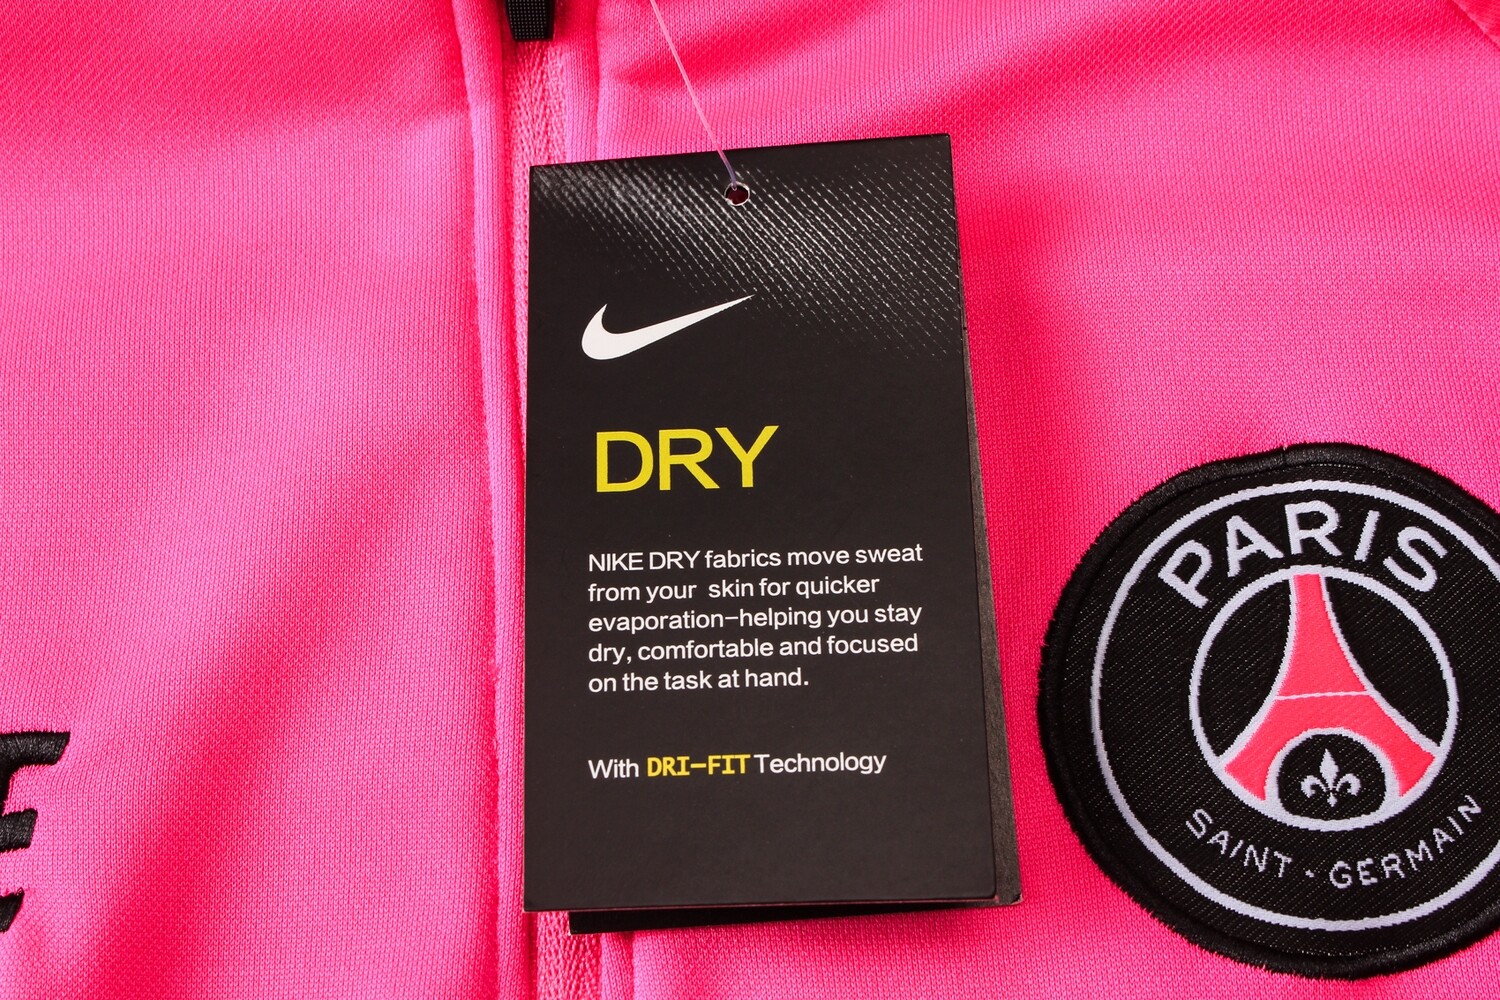 DRY
NIKE DRY fabrics move sweat
from your  skin for quicker
evaporation–helping you stay
dry, comfortable and focused
on the task at hand.
With DRI–FIT Technology
PARIS
SAINT-GERMAIN